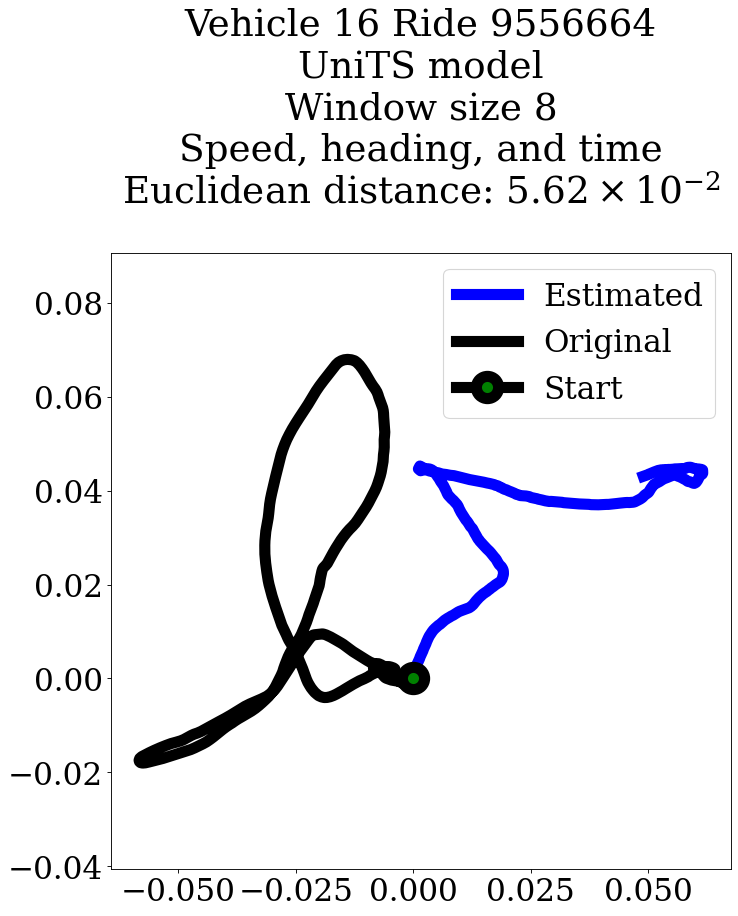 Vehicle 16 Ride 9556664
UniTS model
Window size 8
Speed, heading, and time
Euclidean distance: 5.62 × 10⁻²
Estimated
Original
Start
0.08
0.06
0.04
0.02
0.00
−0.02
−0.04
−0.050 −0.025 0.000 0.025 0.050